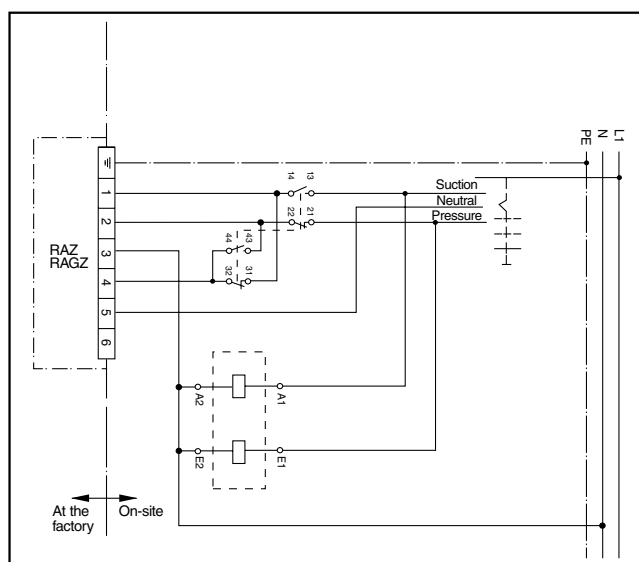 PE
N
L1
Suction
Neutral
Pressure
14
13
22
21
44
43
32
31
RAZ
RAGZ
1
2
3
4
5
6
A2
A1
E2
E1
At the
factory
On-site